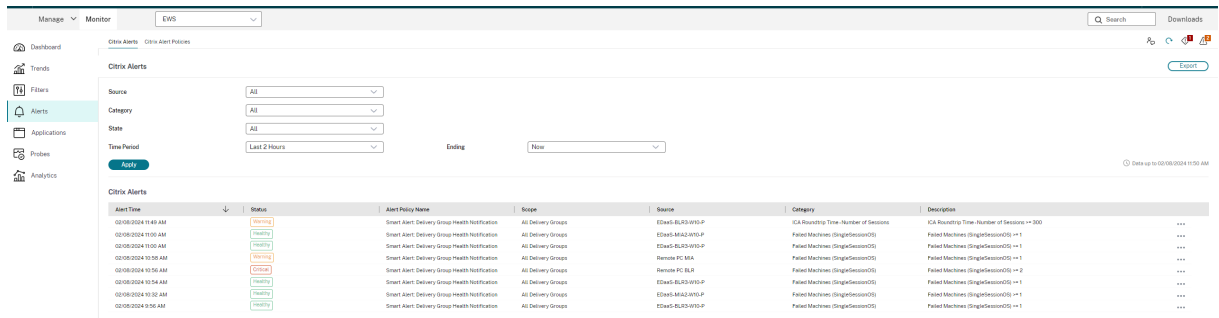 Manage Monitor EWS Search Downloads
Dashboard
Trends
Filters
Alerts
Applications
Probes
Analytics
Citrix Alerts Citrix Alert Policies 1 2
Citrix Alerts Export
Source All
Category All
State All
Time Period Last 2 Hours Ending Now
Apply Data up to 02/08/2024 11:50 AM
Citrix Alerts
Alert Time Status Alert Policy Name Scope Source Category Description
02/08/2024 11:49 AM Warning Smart Alert: Delivery Group Health Notification All Delivery Groups EDaaS-BLR3-W10-P ICA Roundtrip Time-Number of Sessions ICA Roundtrip Time-Number of Sessions >= 300
02/08/2024 11:00 AM Healthy Smart Alert: Delivery Group Health Notification All Delivery Groups EDaaS-MIA2-W10-P Failed Machines (SingleSessionOS) Failed Machines (SingleSessionOS) >= 1
02/08/2024 11:00 AM Healthy Smart Alert: Delivery Group Health Notification All Delivery Groups EDaaS-BLR3-W10-P Failed Machines (SingleSessionOS) Failed Machines (SingleSessionOS) >= 1
02/08/2024 10:58 AM Warning Smart Alert: Delivery Group Health Notification All Delivery Groups Remote PC MIA Failed Machines (SingleSessionOS) Failed Machines (SingleSessionOS) >= 1
02/08/2024 10:56 AM Critical Smart Alert: Delivery Group Health Notification All Delivery Groups Remote PC BLR Failed Machines (SingleSessionOS) Failed Machines (SingleSessionOS) >= 2
02/08/2024 10:54 AM Healthy Smart Alert: Delivery Group Health Notification All Delivery Groups EDaaS-BLR3-W10-P Failed Machines (SingleSessionOS) Failed Machines (SingleSessionOS) >= 1
02/08/2024 10:32 AM Healthy Smart Alert: Delivery Group Health Notification All Delivery Groups EDaaS-MIA2-W10-P Failed Machines (SingleSessionOS) Failed Machines (SingleSessionOS) >= 1
02/08/2024 9:56 AM Healthy Smart Alert: Delivery Group Health Notification All Delivery Groups EDaaS-BLR3-W10-P Failed Machines (SingleSessionOS) Failed Machines (SingleSessionOS) >= 1